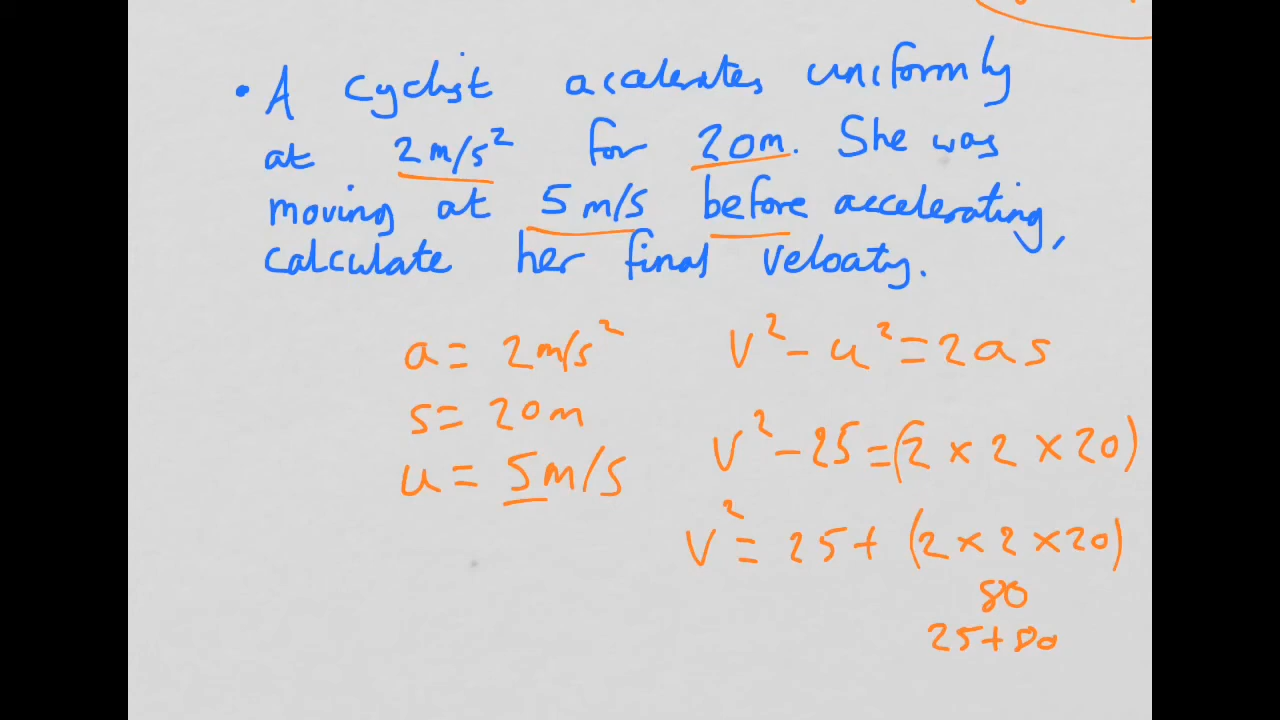 • A cyclist accelerates uniformly
at 2m/s² for 20m. She was
moving at 5m/s before accelerating,
calculate her final velocity.
a = 2m/s²
s = 20m
u = 5m/s
v² - u² = 2as
v² - 25 = (2 × 2 × 20)
v² = 25 + (2 × 2 × 20)
80
25 + 80